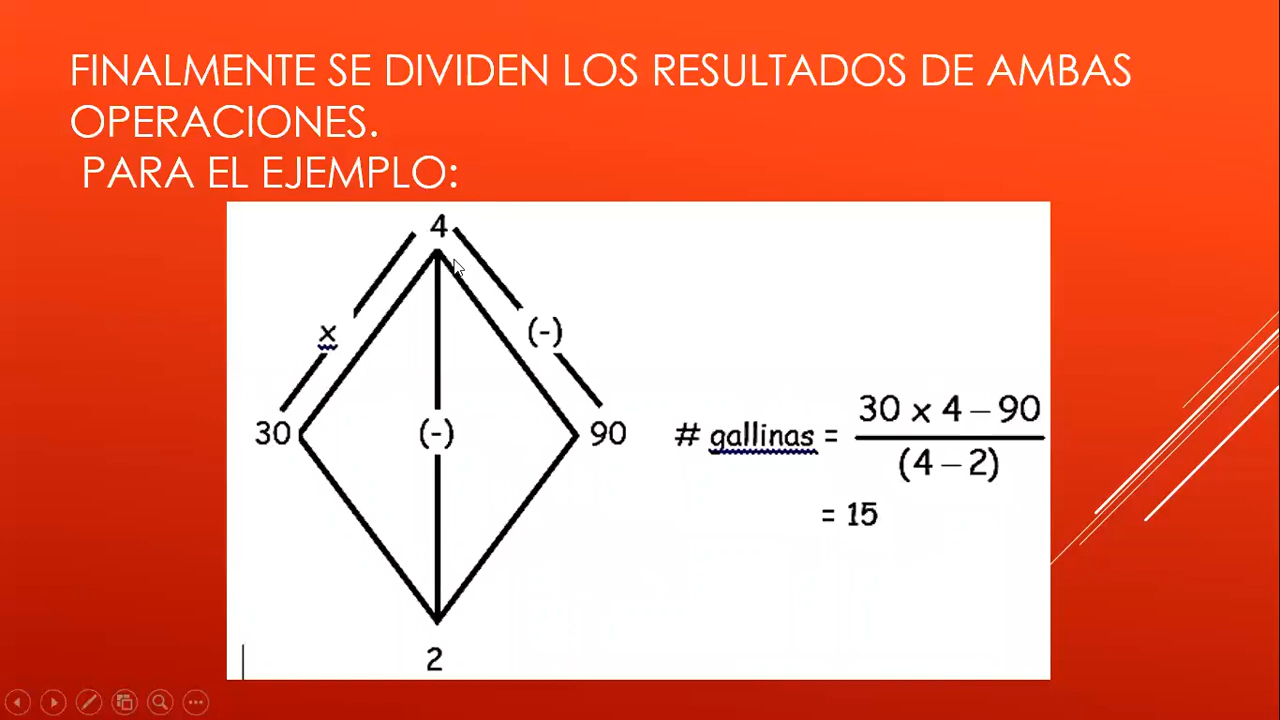 FINALMENTE SE DIVIDEN LOS RESULTADOS DE AMBAS
OPERACIONES.
PARA EL EJEMPLO:
4
x
(-)
30
(-)
90
2
# gallinas = 30 x 4 – 90
(4 – 2)
= 15